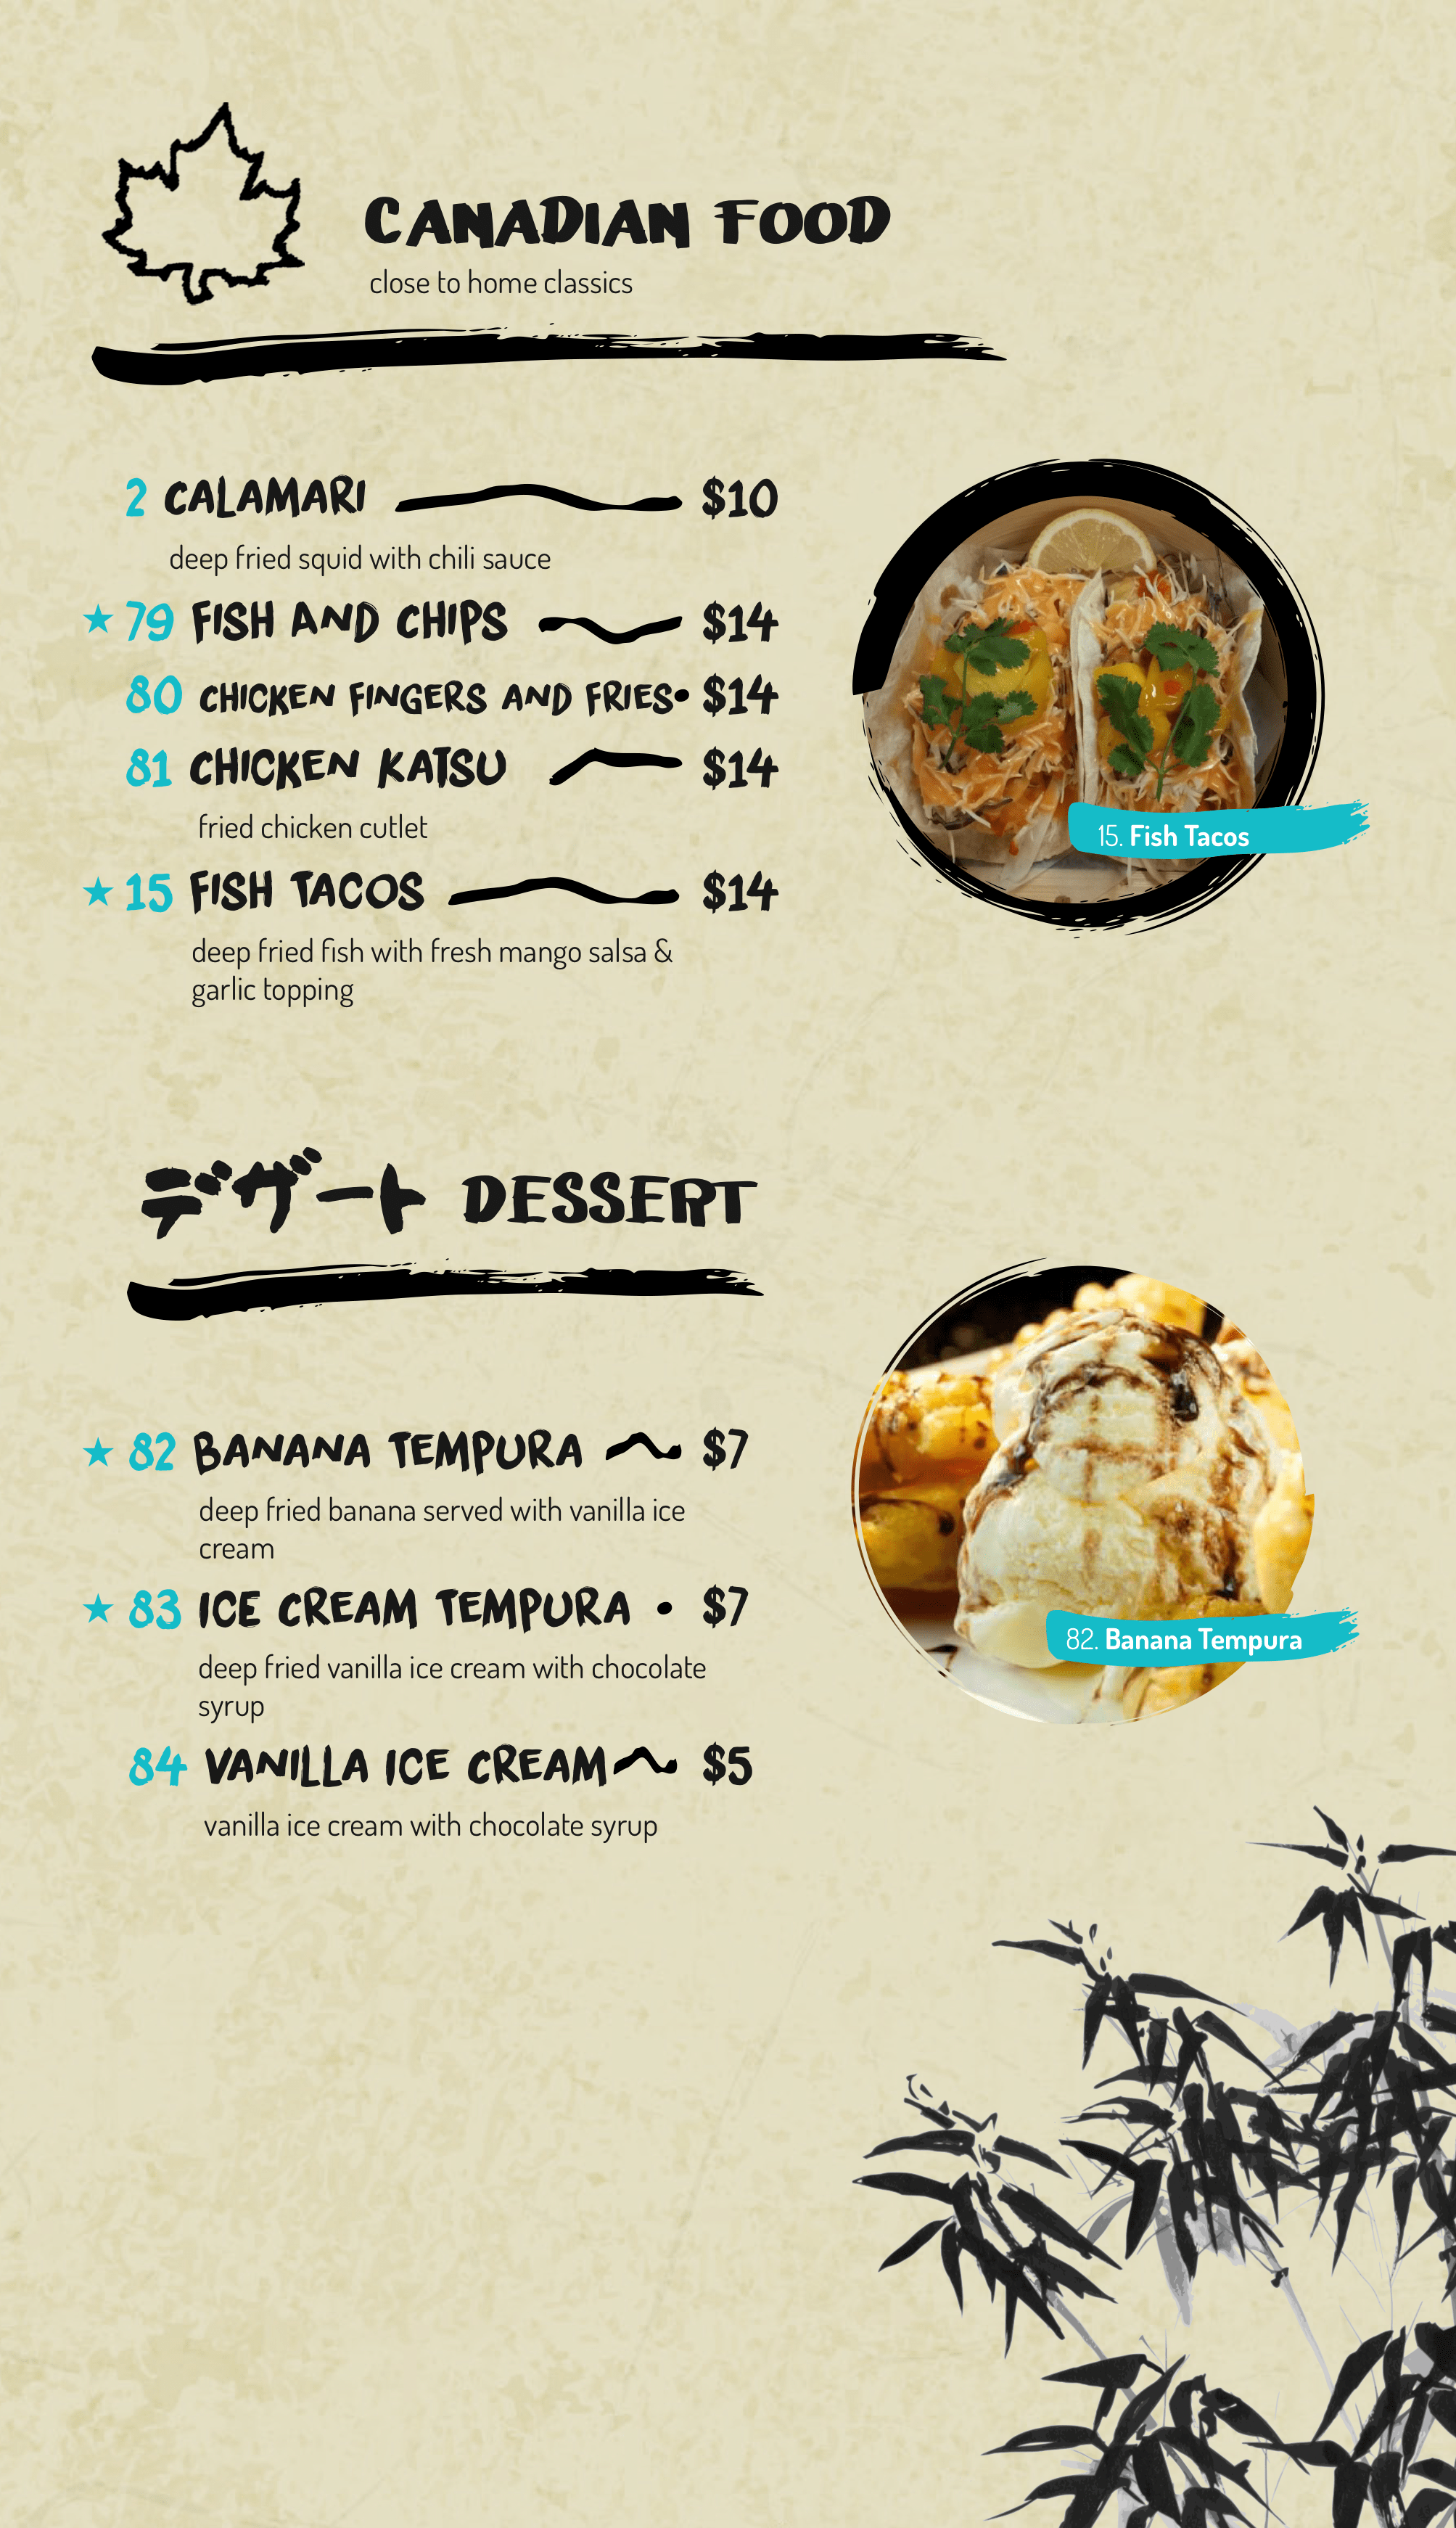 CANADIAN FOOD
close to home classics
2 CALAMARI $10
deep fried squid with chili sauce
★ 79 FISH AND CHIPS $14
80 CHICKEN FINGERS AND FRIES • $14
81 CHICKEN KATSU $14
fried chicken cutlet
★ 15 FISH TACOS $14
deep fried fish with fresh mango salsa &
garlic topping
15. Fish Tacos
デザート DESSERT
★ 82 BANANA TEMPURA $7
deep fried banana served with vanilla ice
cream
★ 83 ICE CREAM TEMPURA • $7
deep fried vanilla ice cream with chocolate
syrup
84 VANILLA ICE CREAM $5
vanilla ice cream with chocolate syrup
82. Banana Tempura